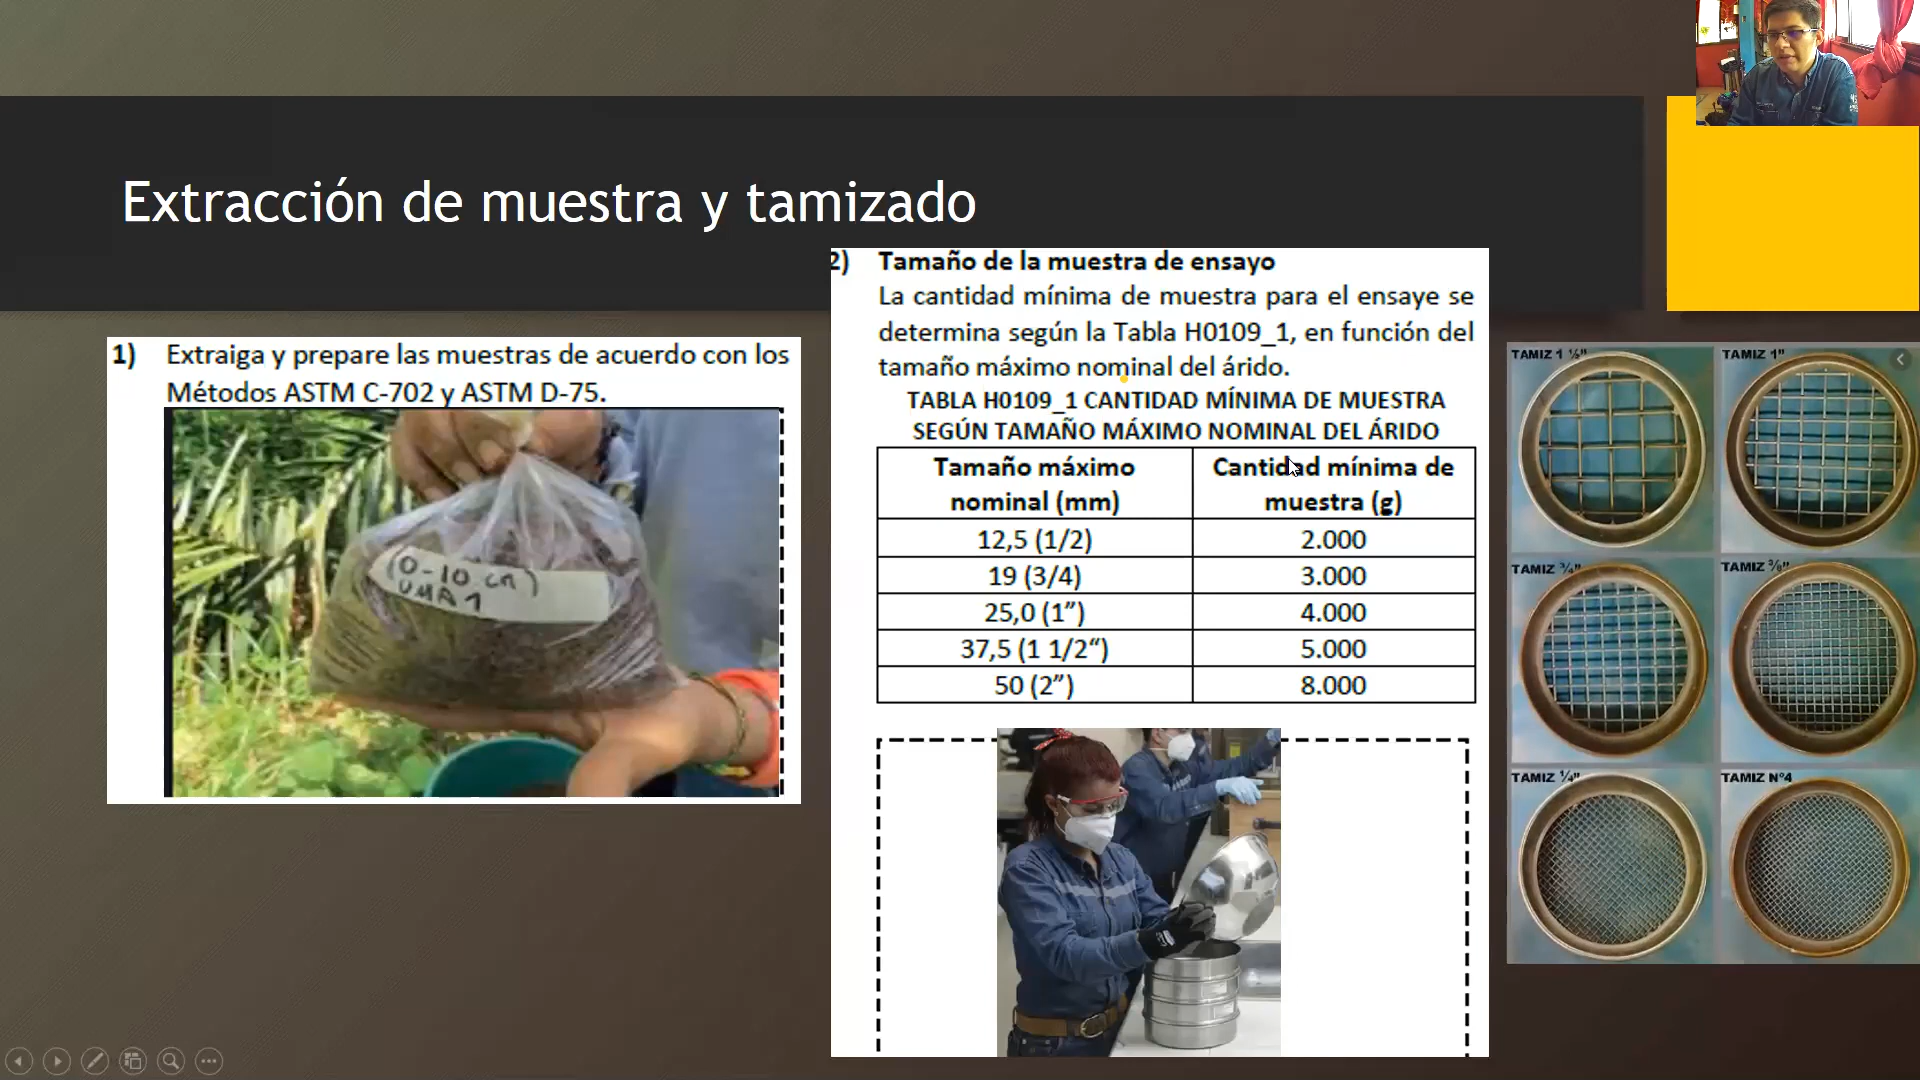 Extracción de muestra y tamizado
1) Extraiga y prepare las muestras de acuerdo con los
Métodos ASTM C-702 y ASTM D-75.
(0-10 cm)
UMA 1
2) Tamaño de la muestra de ensayo
La cantidad mínima de muestra para el ensaye se
determina según la Tabla H0109_1, en función del
tamaño máximo nominal del árido.
TABLA H0109_1 CANTIDAD MÍNIMA DE MUESTRA
SEGÚN TAMAÑO MÁXIMO NOMINAL DEL ÁRIDO
Tamaño máximo nominal (mm) Cantidad mínima de muestra (g)
12,5 (1/2) 2.000
19 (3/4) 3.000
25,0 (1”) 4.000
37,5 (1 1/2“) 5.000
50 (2”) 8.000
TAMIZ 1 ½" TAMIZ 1"
TAMIZ ¾" TAMIZ ⅜"
TAMIZ ¼" TAMIZ Nº4